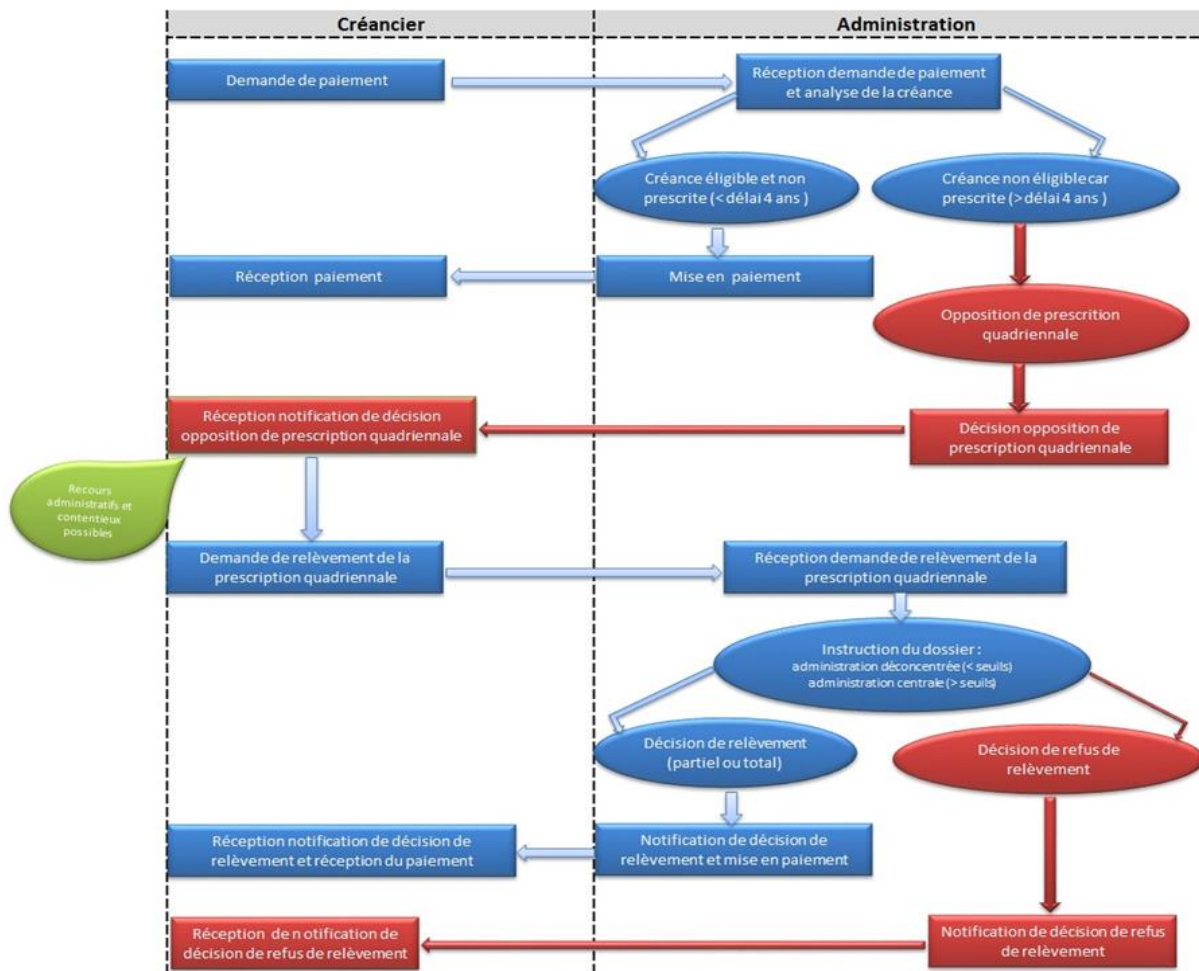 Créancier
Administration
Demande de paiement
Réception demande de paiement
et analyse de la créance
Créance éligible et non
prescrite (< délai 4 ans )
Créance non éligible car
prescrite (> délai 4 ans )
Réception paiement
Mise en paiement
Opposition de prescrition
quadriennale
Réception notification de décision
opposition de prescription quadriennale
Décision opposition de
prescription quadriennale
Recours
administratifs et
contentieux
possibles
Demande de relèvement de la
prescription quadriennale
Réception demande de relèvement de la
prescription quadriennale
Instruction du dossier :
administration déconcentrée (< seuils)
administration centrale (> seuils)
Décision de relèvement
(partiel ou total)
Décision de refus de
relèvement
Réception notification de décision de
relèvement et réception du paiement
Notification de décision de
relèvement et mise en paiement
Réception de n otification de
décision de refus de relèvement
Notification de décision de refus
de relèvement